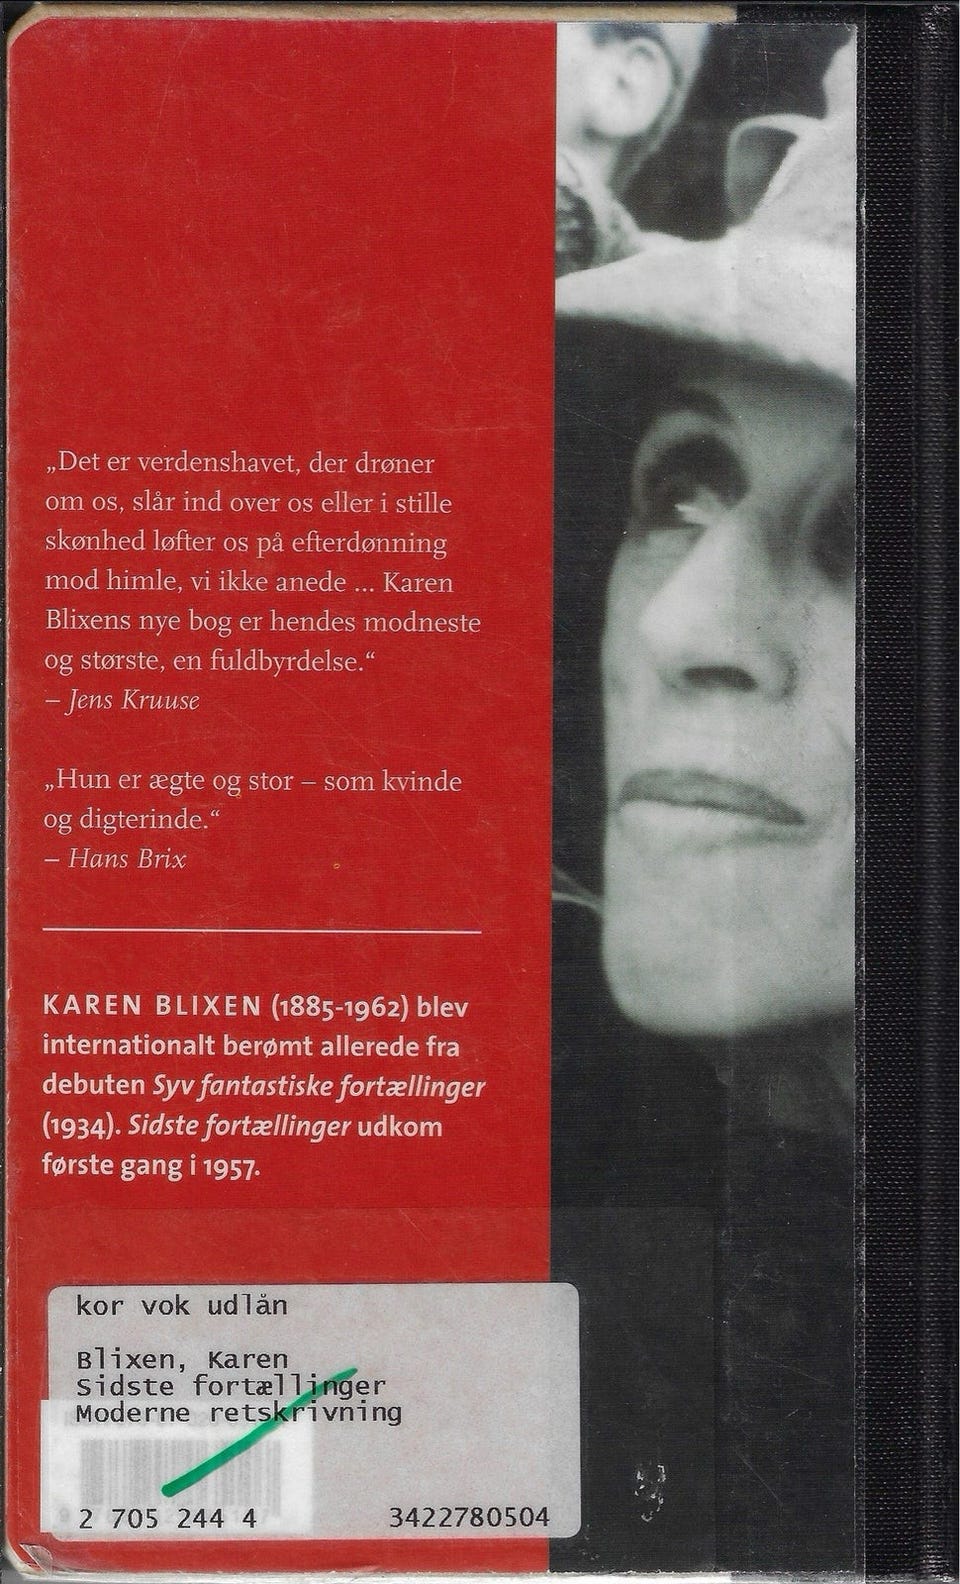 „Det er verdenshavet, der drøner
om os, slår ind over os eller i stille
skønhed løfter os på efterdønning
mod himle, vi ikke anede ... Karen
Blixens nye bog er hendes modneste
og største, en fuldbyrdelse.“
– Jens Kruuse
„Hun er ægte og stor – som kvinde
og digterinde.“
– Hans Brix
KAREN BLIXEN (1885-1962) blev
internationalt berømt allerede fra
debuten Syv fantastiske fortællinger
(1934). Sidste fortællinger udkom
første gang i 1957.
kor vok udlån
Blixen, Karen
Sidste fortællinger
Moderne retskrivning
2 705 244 4 3422780504